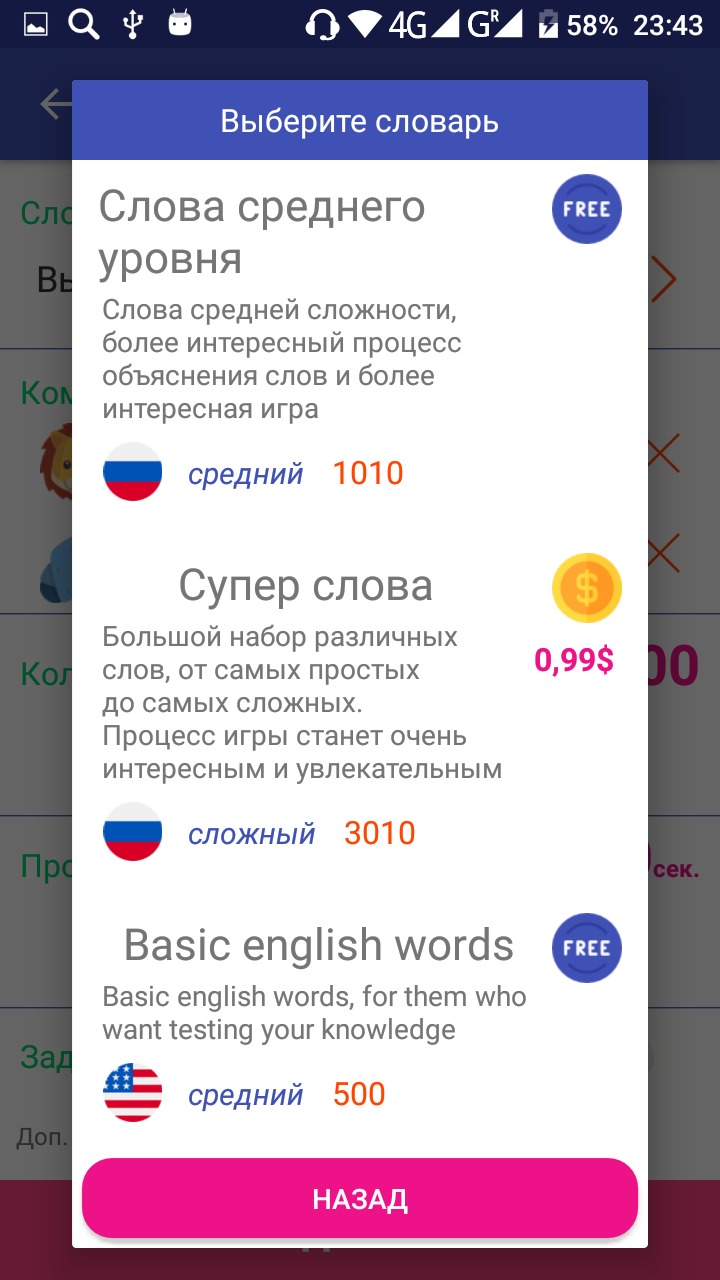 4G GR 58% 23:43
Выберите словарь
Слова среднего
уровня
FREE
Слова средней сложности,
более интересный процесс
объяснения слов и более
интересная игра
средний 1010
Супер слова
$
0,99$
Большой набор различных
слов, от самых простых
до самых сложных.
Процесс игры станет очень
интересным и увлекательным
сложный 3010
Basic english words
FREE
Basic english words, for them who
want testing your knowledge
средний 500
НАЗАД
сек.
Доп.